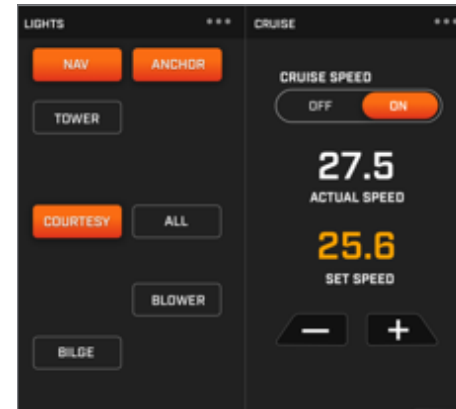 LIGHTS
NAV
ANCHOR
TOWER
COURTESY
ALL
BLOWER
BILGE
CRUISE
CRUISE SPEED
OFF
ON
27.5
ACTUAL SPEED
25.6
SET SPEED